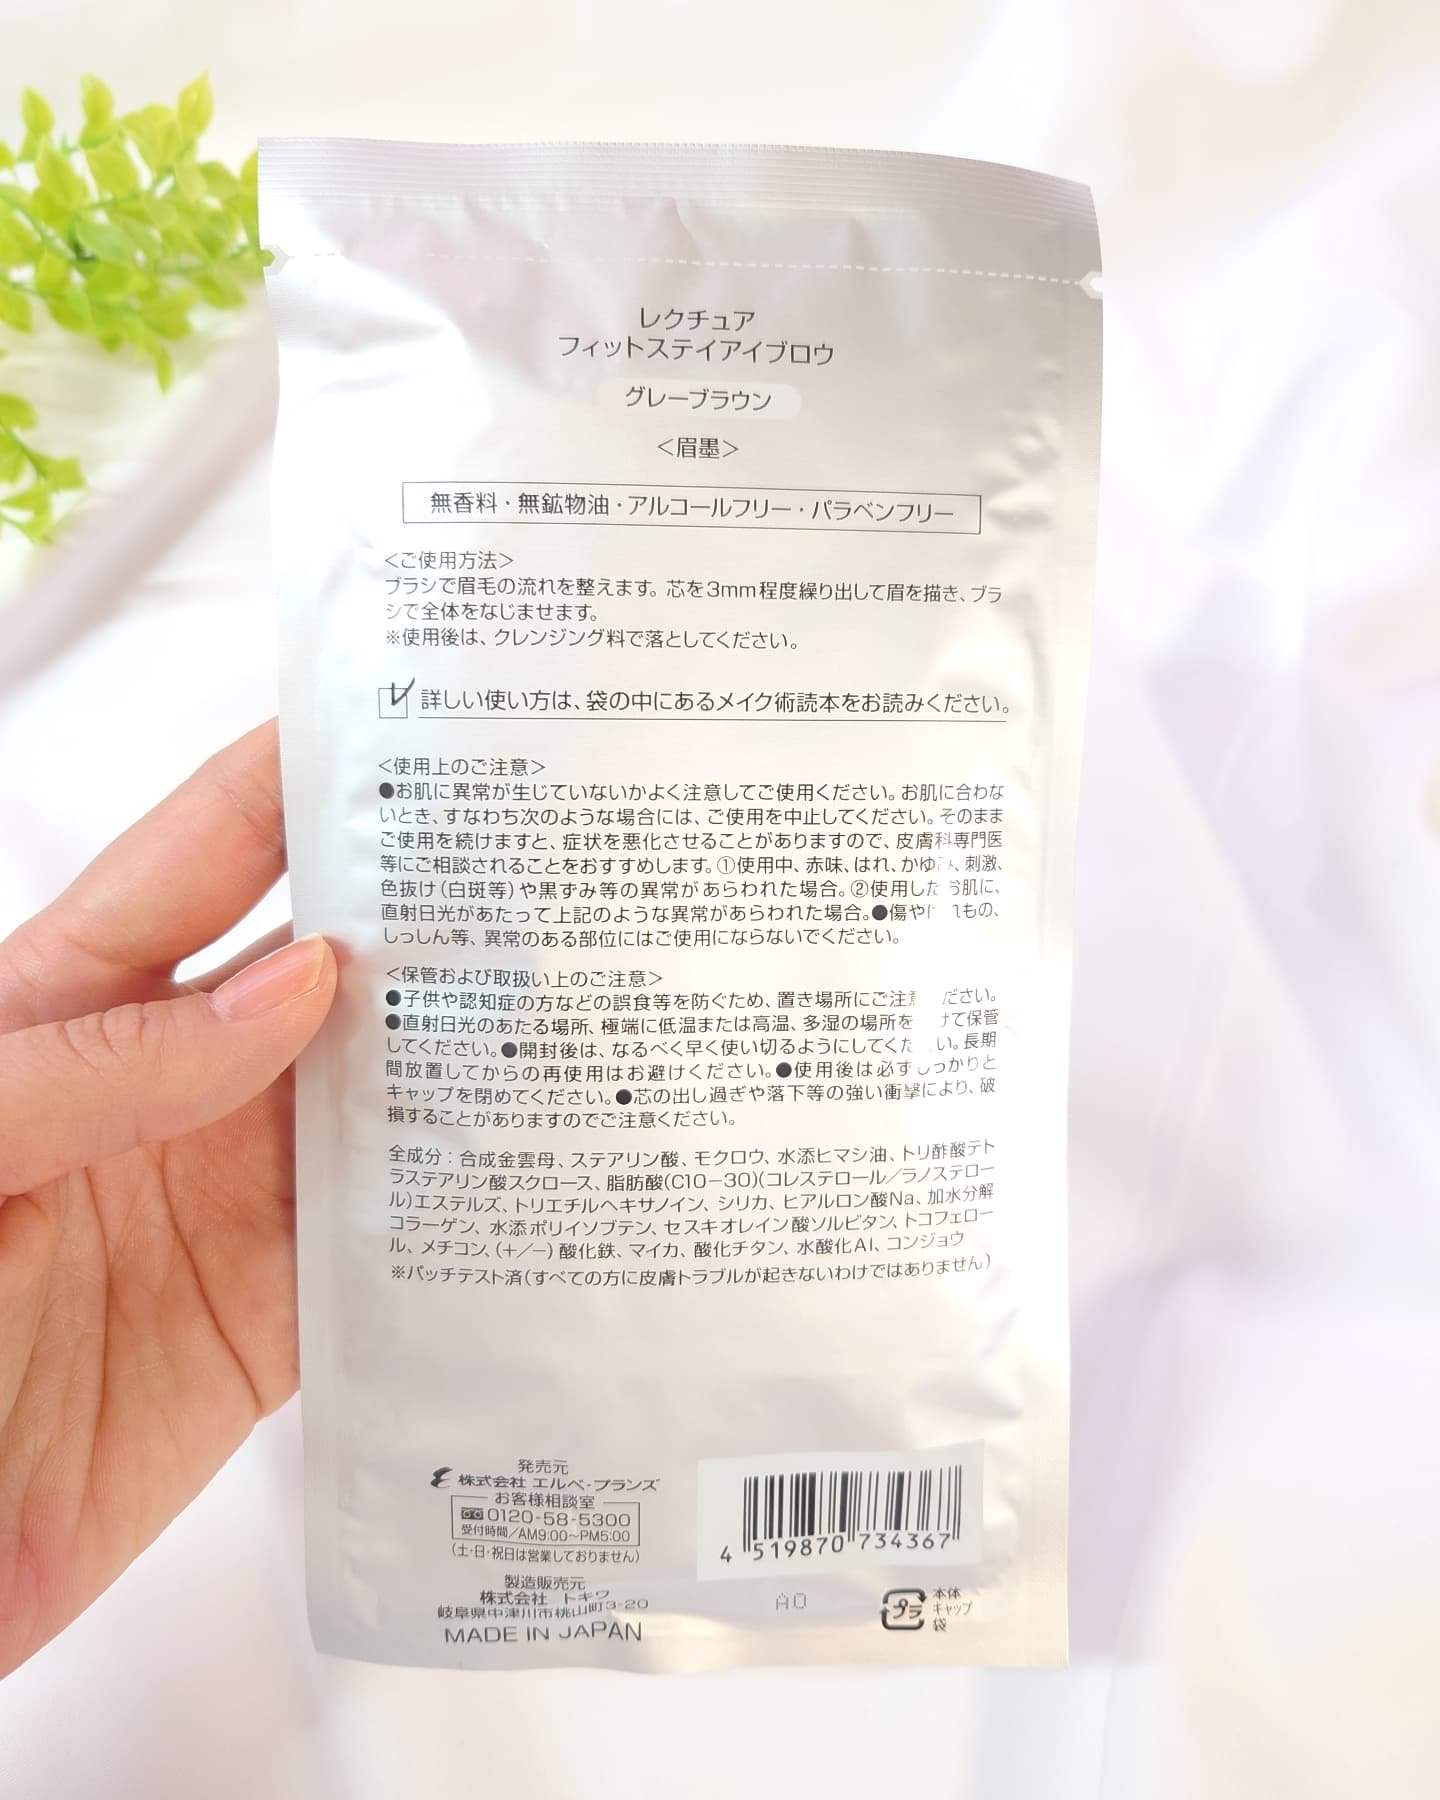 レクチュア
フィットステイアイブロウ
グレーブラウン
＜眉墨＞
無香料・無鉱物油・アルコールフリー・パラベンフリー
＜ご使用方法＞
ブラシで眉毛の流れを整えます。芯を3mm程度繰り出して眉を描き、ブラ
シで全体をなじませます。
※使用後は、クレンジング料で落としてください。
詳しい使い方は、袋の中にあるメイク術読本をお読みください。
＜使用上のご注意＞
●お肌に異常が生じていないかよく注意してご使用ください。お肌に合わな
いとき、すなわち次のような場合には、ご使用を中止してください。そのまま
ご使用を続けますと、症状を悪化させることがありますので、皮膚科専門医
等にご相談されることをおすすめします。①使用中、赤味、はれ、かゆみ、刺激、
色抜け（白斑等）や黒ずみ等の異常があらわれた場合。②使用したお肌に、
直射日光があたって上記のような異常があらわれた場合。●傷や れもの、
しっしん等、異常のある部位にはご使用にならないでください。
＜保管および取扱い上のご注意＞
●子供や認知症の方などの誤食等を防ぐため、置き場所にご注意 ださい。
●直射日光のあたる場所、極端に低温または高温、多湿の場所を けて保管
してください。●開封後は、なるべく早く使い切るようにしてくだ い。長期
間放置してからの再使用はお避けください。●使用後は必ずしっかりと
キャップを閉めてください。●芯の出し過ぎや落下等の強い衝撃により、破
損することがありますのでご注意ください。
全成分：合成金雲母、ステアリン酸、モクロウ、水添ヒマシ油、トリ酢酸テト
ラステアリン酸スクロース、脂肪酸(C10－30)(コレステロール／ラノステロー
ル)エステルズ、トリエチルヘキサノイン、シリカ、ヒアルロン酸Na、加水分解
コラーゲン、水添ポリイソブテン、セスキオレイン酸ソルビタン、トコフェロー
ル、メチコン、(＋／－)酸化鉄、マイカ、酸化チタン、水酸化Al、コンジョウ
※パッチテスト済（すべての方に皮膚トラブルが起きないわけではありません）
発売元
株式会社 エルベ・プランズ
お客様相談室
0120-58-5300
受付時間／AM9:00〜PM5:00
（土・日・祝日は営業しておりません）
製造販売元
株式会社 トキワ
岐阜県中津川市桃山町3-20
MADE IN JAPAN
4 519870 734367
A0
プラ
本体
キャップ
袋